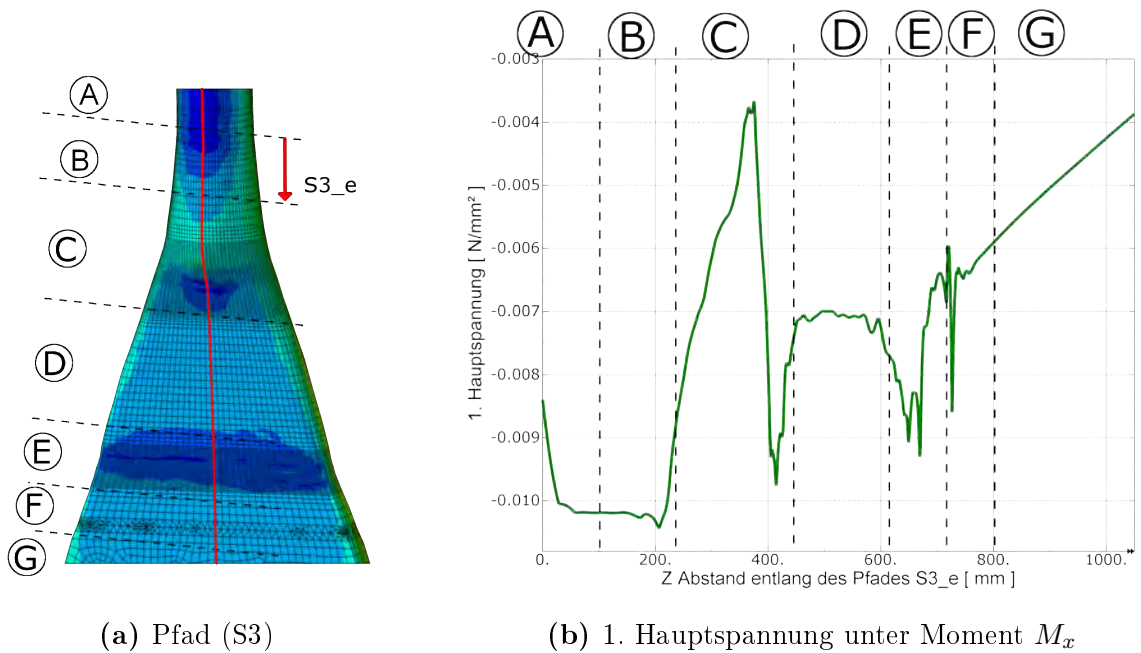 A
B
C
D
E
F
G
S3_e
A B C D E F G
-0.003
-0.004
-0.005
-0.006
-0.007
-0.008
-0.009
-0.010
1. Hauptspannung [ N/mm² ]
0. 200. 400. 600. 800. 1000.
Z Abstand entlang des Pfades S3_e [ mm ]
(a) Pfad (S3)
(b) 1. Hauptspannung unter Moment Mx